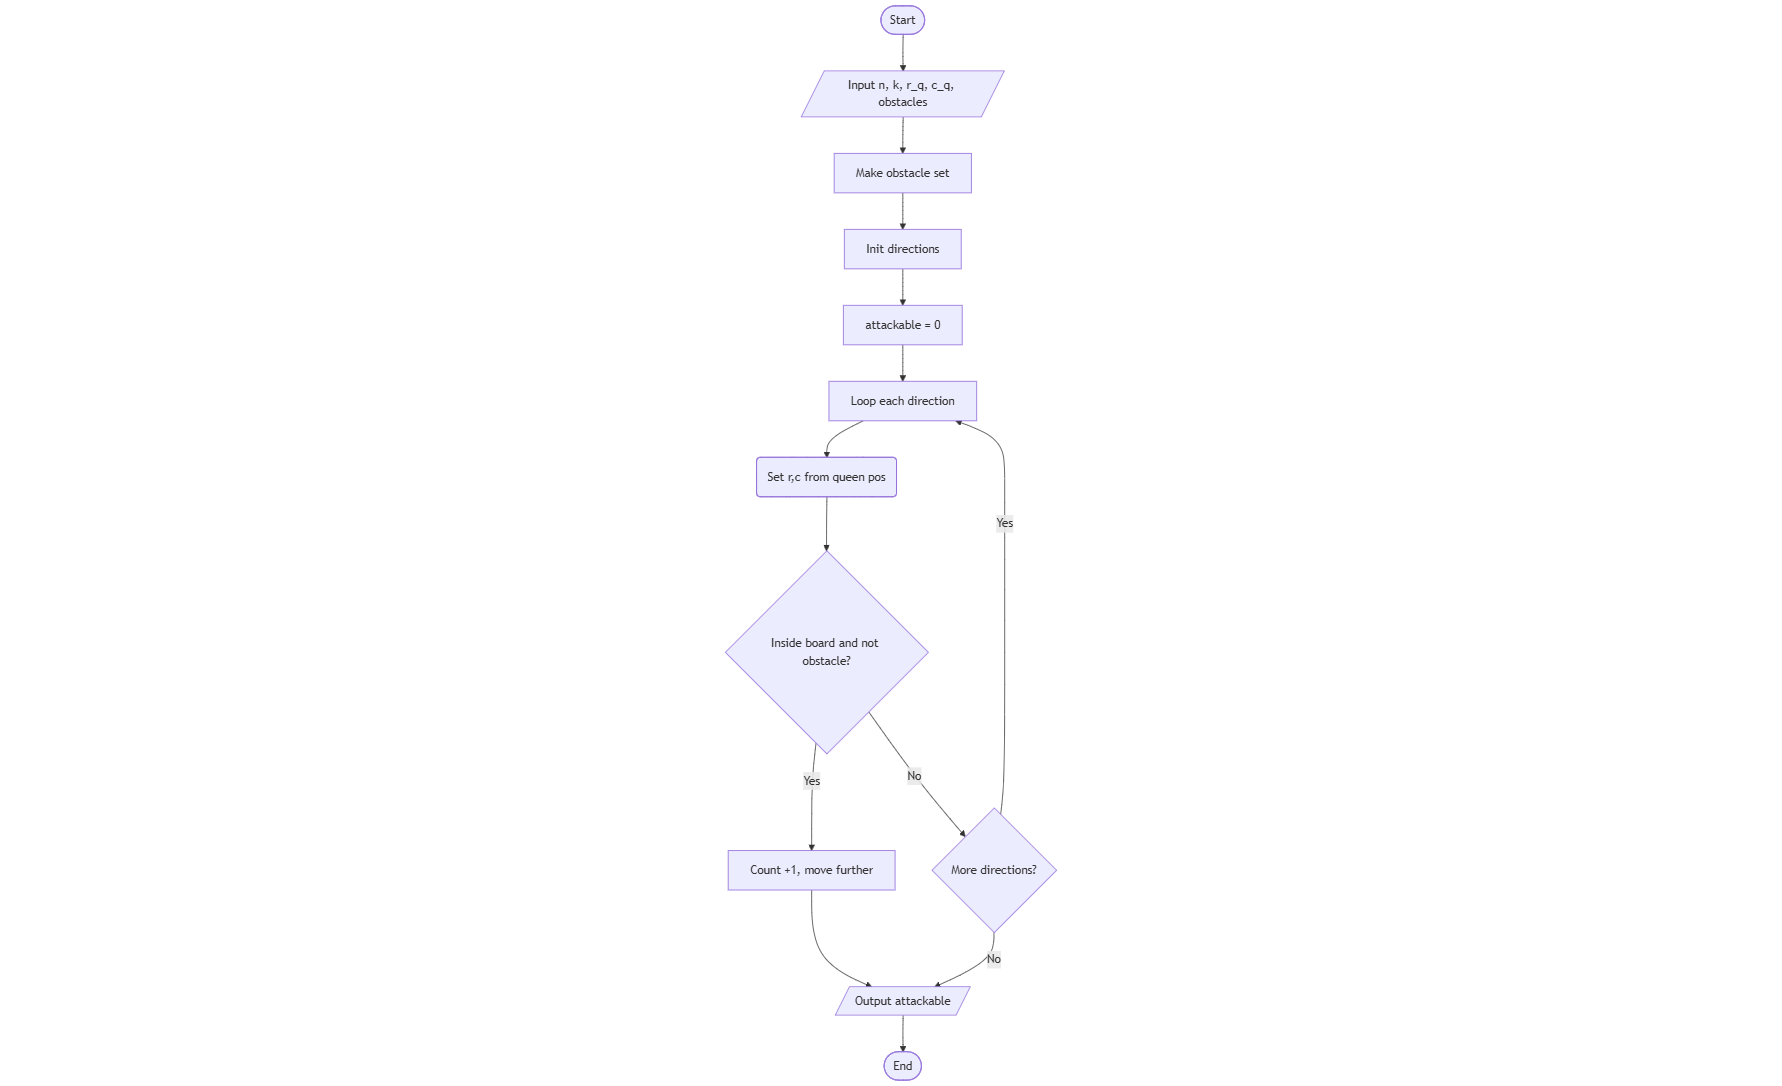 Start
Input n, k, r_q, c_q,
obstacles
Make obstacle set
Init directions
attackable = 0
Loop each direction
Set r,c from queen pos
Yes
Inside board and not
obstacle?
No
Yes
Count +1, move further
More directions?
No
Output attackable
End